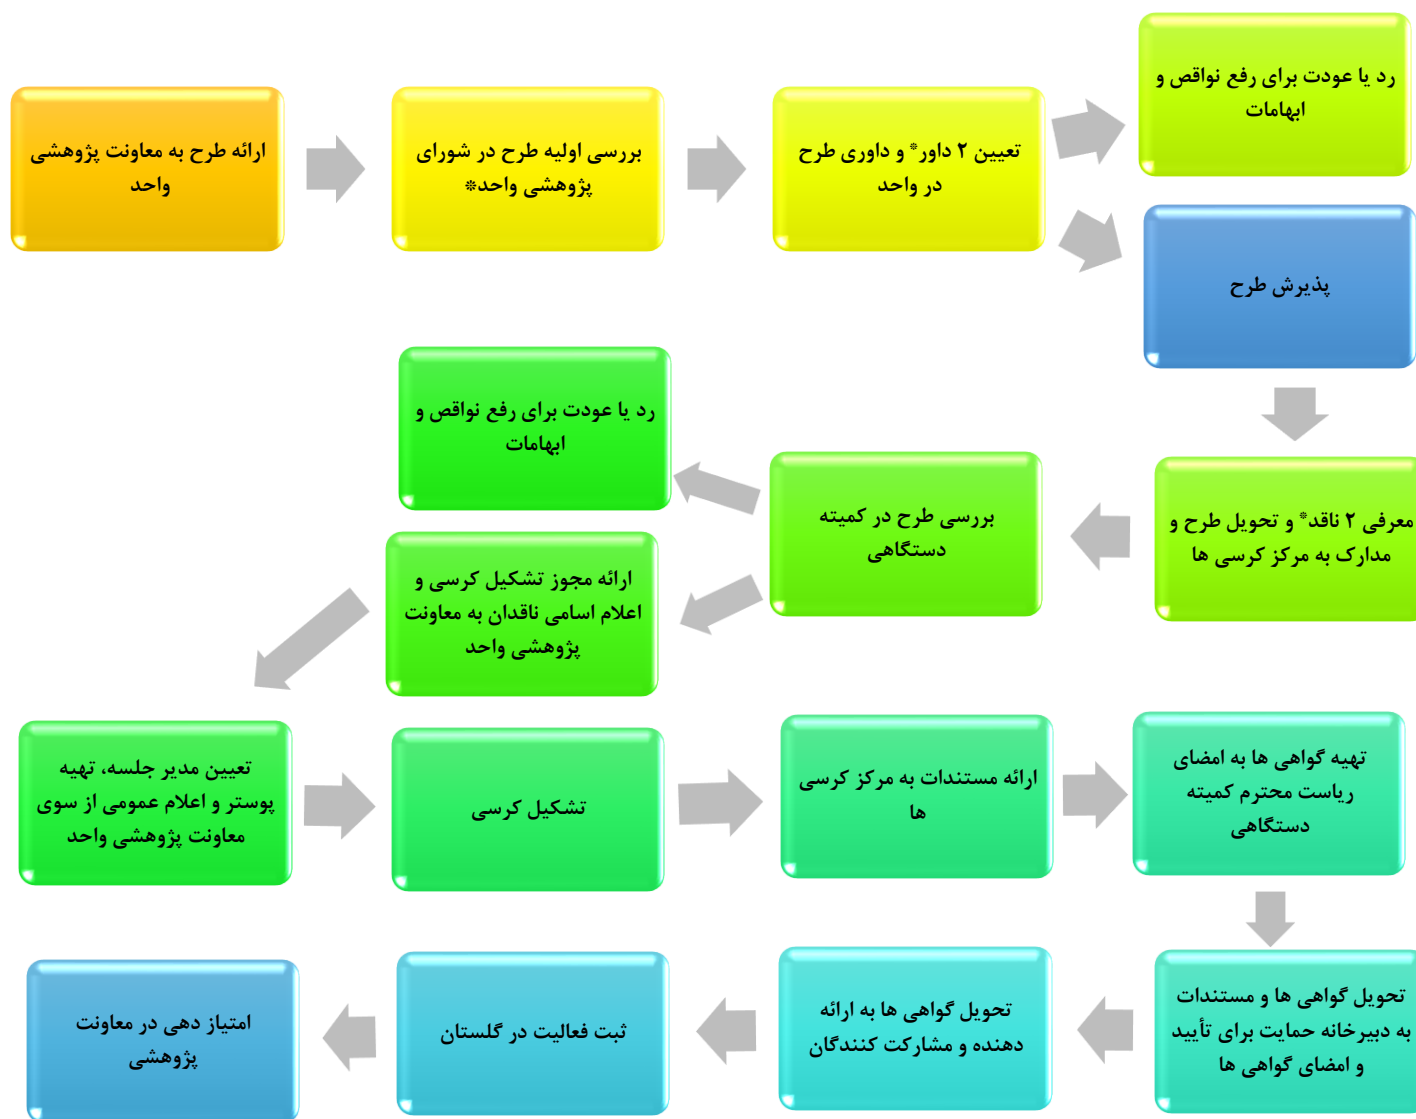 ارائه طرح به معاونت پژوهشی
واحد
بررسی اولیه طرح در شورای
پژوهشی واحد*
تعیین ۲ داور* و داوری طرح
در واحد
رد یا عودت برای رفع نواقص و
ابهامات
پذیرش طرح
معرفی ۲ ناقد* و تحویل طرح و
مدارک به مرکز کرسی ها
بررسی طرح در کمیته
دستگاهی
رد یا عودت برای رفع نواقص و
ابهامات
ارائه مجوز تشکیل کرسی و
اعلام اسامی ناقدان به معاونت
پژوهشی واحد
تعیین مدیر جلسه، تهیه
پوستر و اعلام عمومی از سوی
معاونت پژوهشی واحد
تشکیل کرسی
ارائه مستندات به مرکز کرسی
ها
تهیه گواهی ها به امضای
ریاست محترم کمیته
دستگاهی
تحویل گواهی ها و مستندات
به دبیرخانه حمایت برای تأیید
و امضای گواهی ها
تحویل گواهی ها به ارائه
دهنده و مشارکت کنندگان
ثبت فعالیت در گلستان
امتیاز دهی در معاونت
پژوهشی